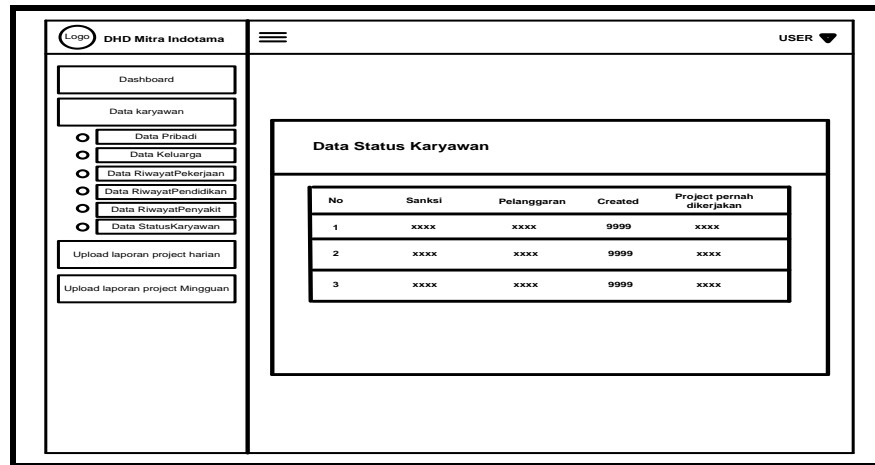 Logo DHD Mitra Indotama
USER
Dashboard
Data karyawan
Data Pribadi
Data Keluarga
Data RiwayatPekerjaan
Data RiwayatPendidikan
Data RiwayatPenyakit
Data StatusKaryawan
Upload laporan project harian
Upload laporan project Mingguan
Data Status Karyawan
No Sanksi Pelanggaran Created Project pernah
dikerjakan
1 xxxx xxxx 9999 xxxx
2 xxxx xxxx 9999 xxxx
3 xxxx xxxx 9999 xxxx